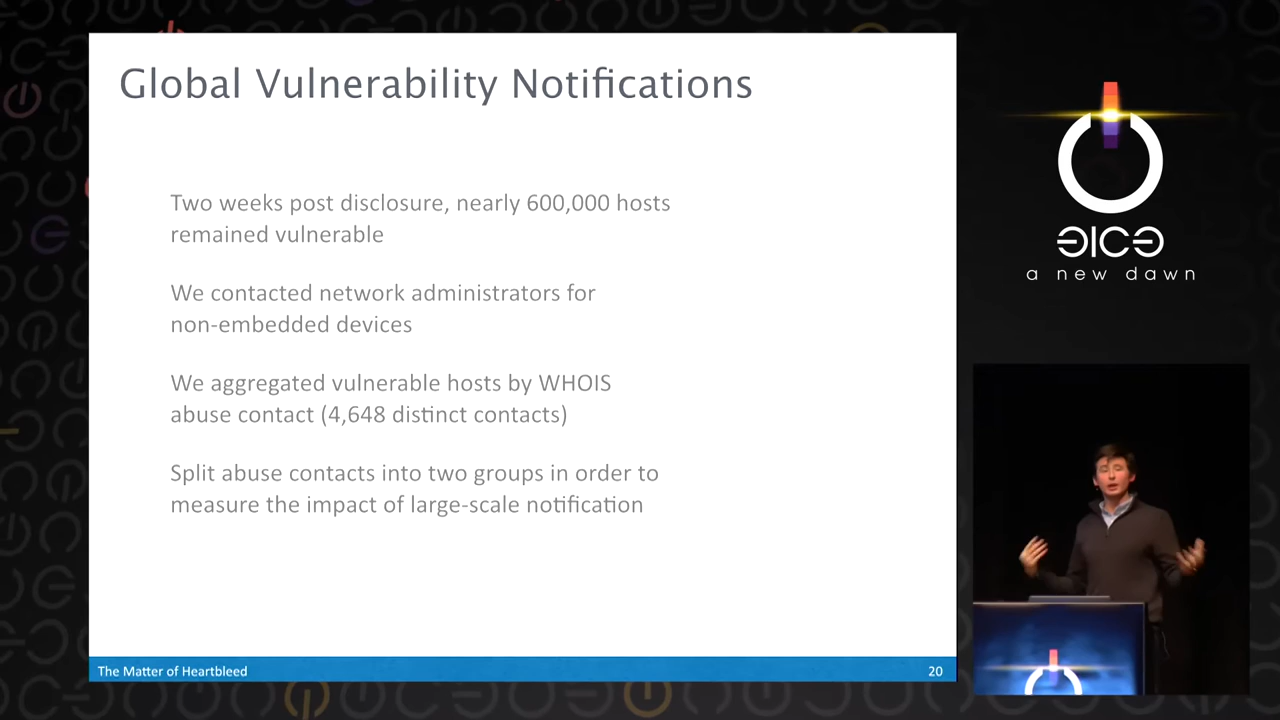 Global Vulnerability Notifications
Two weeks post disclosure, nearly 600,000 hosts
remained vulnerable
We contacted network administrators for
non-embedded devices
We aggregated vulnerable hosts by WHOIS
abuse contact (4,648 distinct contacts)
Split abuse contacts into two groups in order to
measure the impact of large-scale notification
The Matter of Heartbleed
20
a new dawn